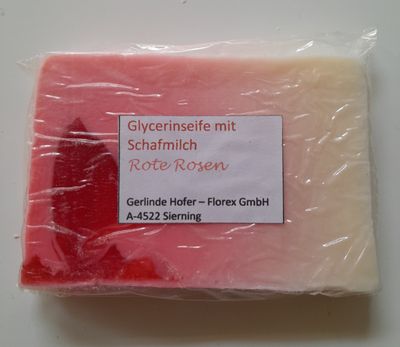 Glycerinseife mit
Schafmilch
Rote Rosen
Gerlinde Hofer – Florex GmbH
A-4522 Sierning